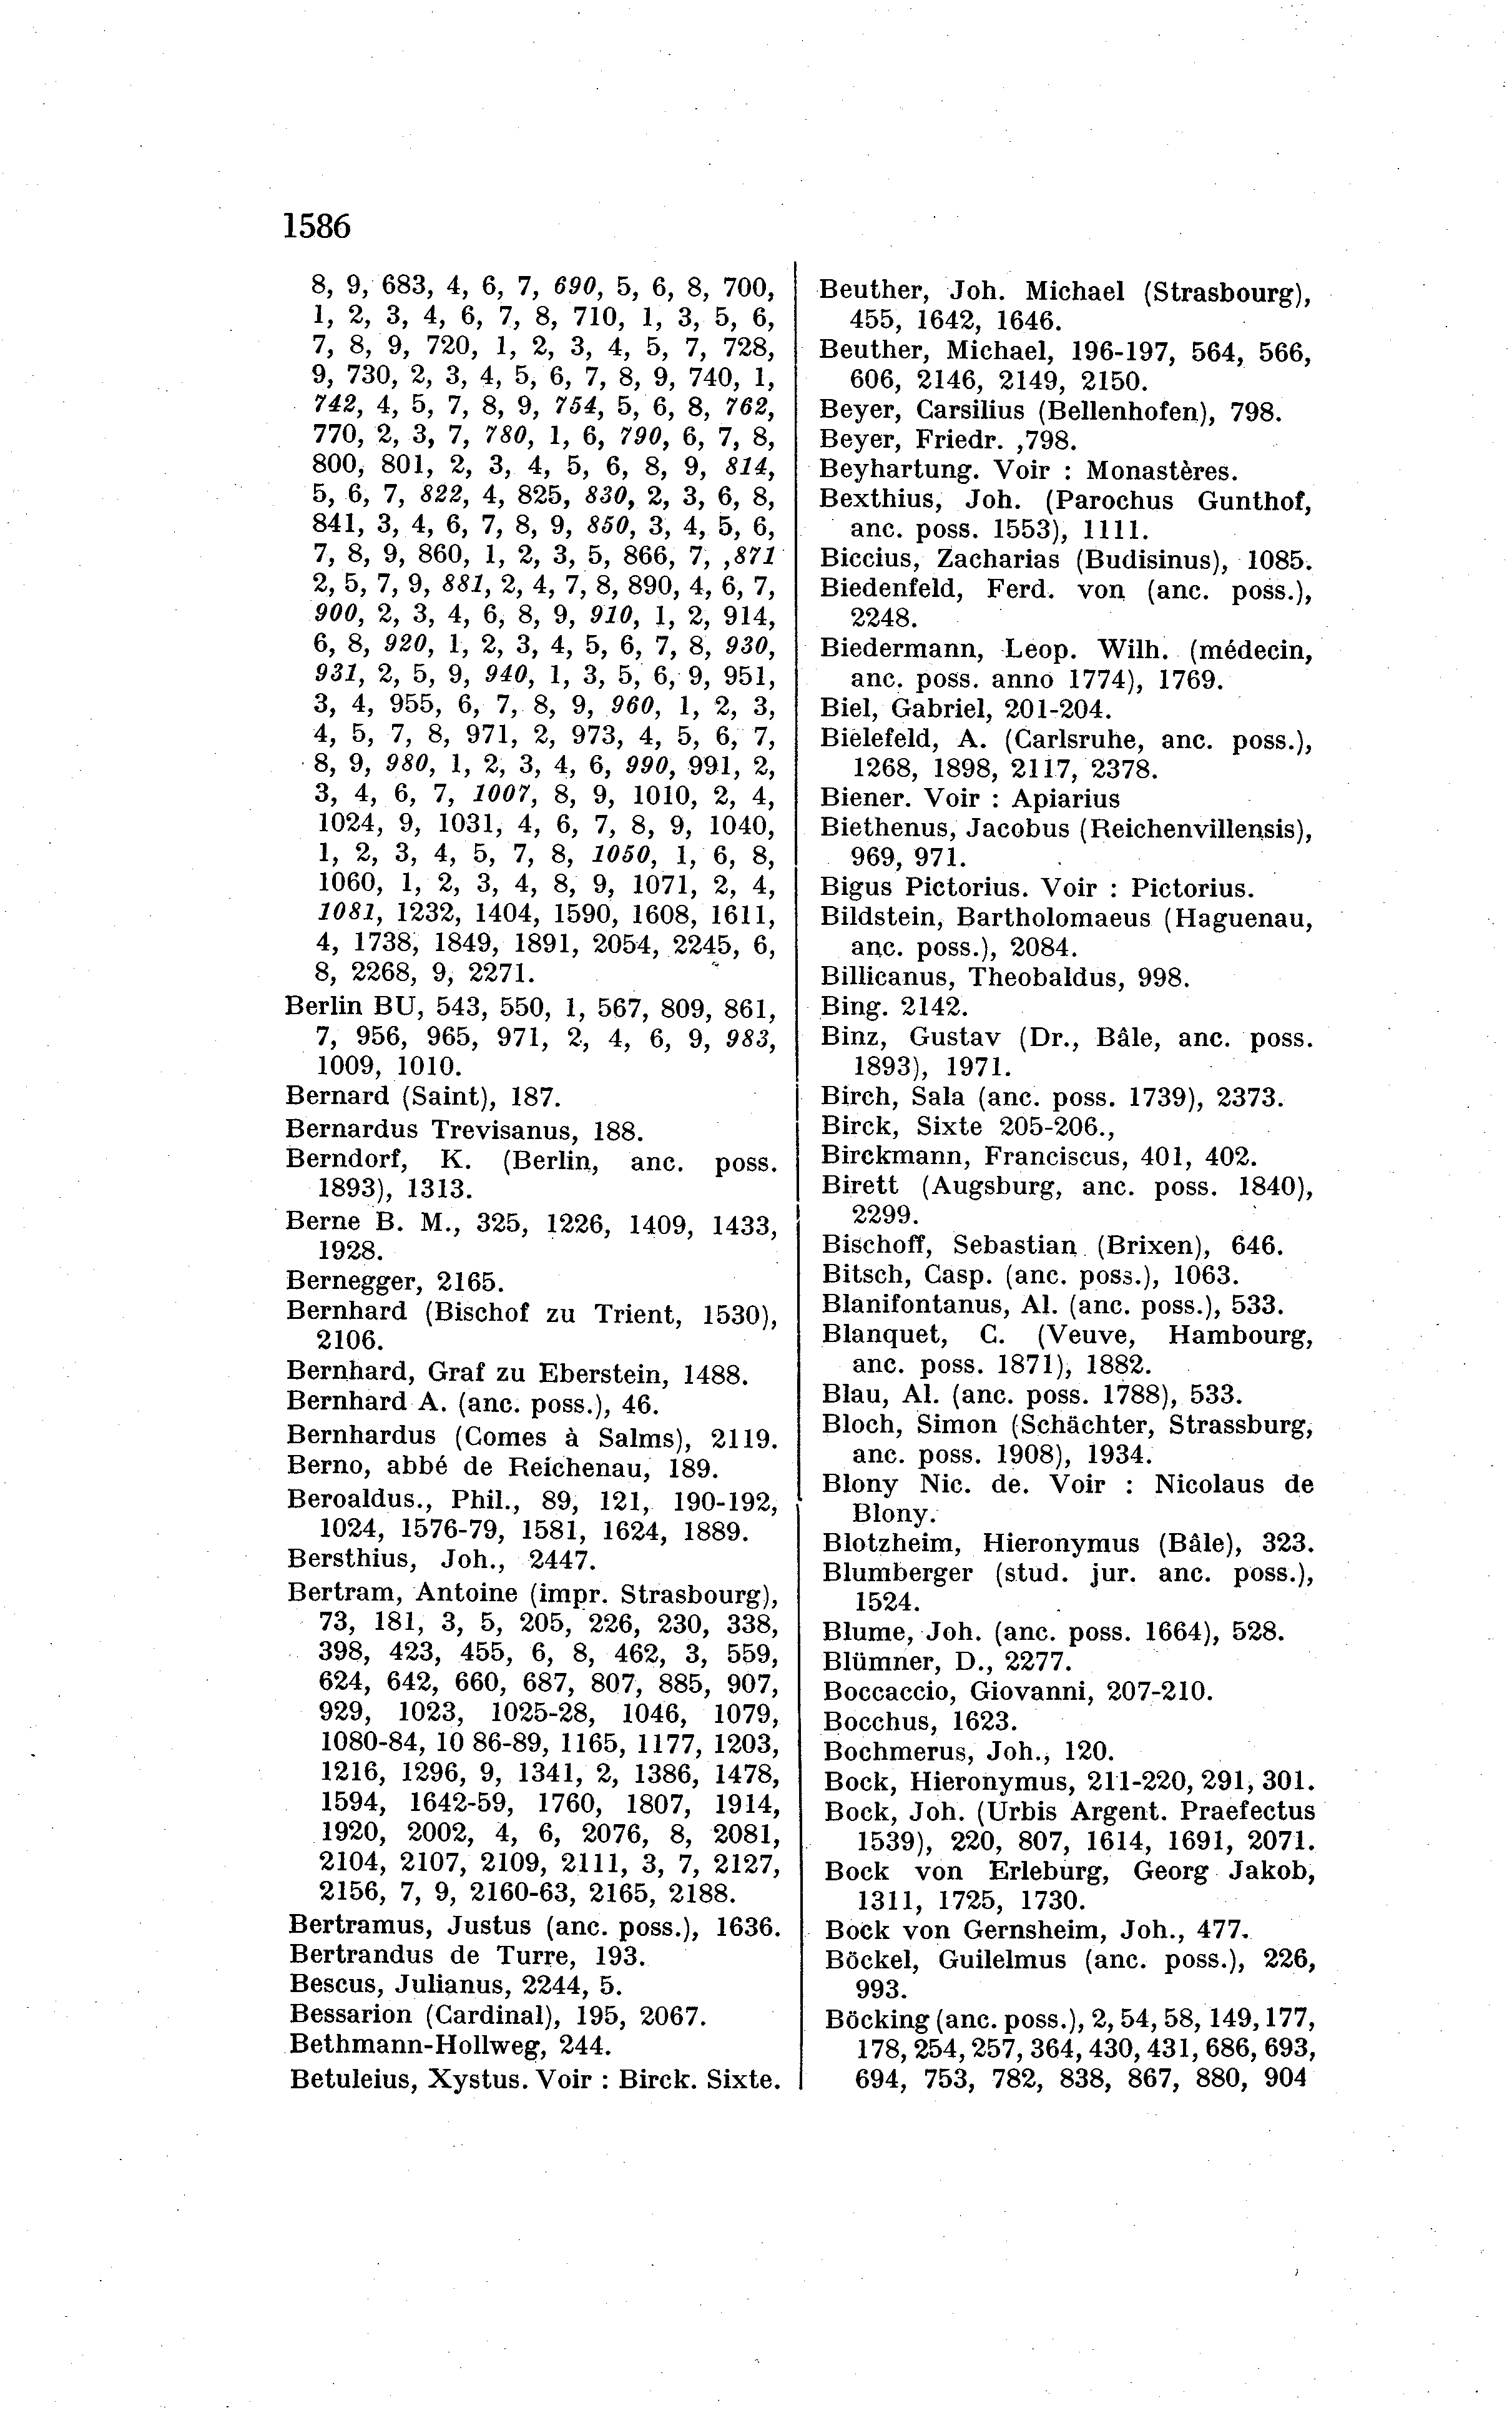 1586
8, 9, 683, 4, 6, 7, 690, 5, 6, 8, 700,
1, 2, 3, 4, 6, 7, 8, 710, 1, 3, 5, 6,
7, 8, 9, 720, 1, 2, 3, 4, 5, 7, 728,
9, 730, 2, 3, 4, 5, 6, 7, 8, 9, 740, 1,
742, 4, 5, 7, 8, 9, 754, 5, 6, 8, 762,
770, 2, 3, 7, 780, 1, 6, 790, 6, 7, 8,
800, 801, 2, 3, 4, 5, 6, 8, 9, 814,
5, 6, 7, 822, 4, 825, 830, 2, 3, 6, 8,
841, 3, 4, 6, 7, 8, 9, 850, 3, 4, 5, 6,
7, 8, 9, 860, 1, 2, 3, 5, 866, 7, ,871
2, 5, 7, 9, 881, 2, 4, 7, 8, 890, 4, 6, 7,
900, 2, 3, 4, 6, 8, 9, 910, 1, 2, 914,
6, 8, 920, 1, 2, 3, 4, 5, 6, 7, 8, 930,
931, 2, 5, 9, 940, 1, 3, 5, 6, 9, 951,
3, 4, 955, 6, 7, 8, 9, 960, 1, 2, 3,
4, 5, 7, 8, 971, 2, 973, 4, 5, 6, 7,
8, 9, 980, 1, 2, 3, 4, 6, 990, 991, 2,
3, 4, 6, 7, 1007, 8, 9, 1010, 2, 4,
1024, 9, 1031, 4, 6, 7, 8, 9, 1040,
1, 2, 3, 4, 5, 7, 8, 1050, 1, 6, 8,
1060, 1, 2, 3, 4, 8, 9, 1071, 2, 4,
1081, 1232, 1404, 1590, 1608, 1611,
4, 1738, 1849, 1891, 2054, 2245, 6,
8, 2268, 9, 2271.
Berlin BU, 543, 550, 1, 567, 809, 861,
7, 956, 965, 971, 2, 4, 6, 9, 983,
1009, 1010.
Bernard (Saint), 187.
Bernardus Trevisanus, 188.
Berndorf, K. (Berlin, anc. poss.
1893), 1313.
Berne B. M., 325, 1226, 1409, 1433,
1928.
Bernegger, 2165.
Bernhard (Bischof zu Trient, 1530),
2106.
Bernhard, Graf zu Eberstein, 1488.
Bernhard A. (anc. poss.), 46.
Bernhardus (Comes à Salms), 2119.
Berno, abbé de Reichenau, 189.
Beroaldus., Phil., 89, 121, 190-192,
1024, 1576-79, 1581, 1624, 1889.
Bersthius, Joh., 2447.
Bertram, Antoine (impr. Strasbourg),
73, 181, 3, 5, 205, 226, 230, 338,
398, 423, 455, 6, 8, 462, 3, 559,
624, 642, 660, 687, 807, 885, 907,
929, 1023, 1025-28, 1046, 1079,
1080-84, 10 86-89, 1165, 1177, 1203,
1216, 1296, 9, 1341, 2, 1386, 1478,
1594, 1642-59, 1760, 1807, 1914,
1920, 2002, 4, 6, 2076, 8, 2081,
2104, 2107, 2109, 2111, 3, 7, 2127,
2156, 7, 9, 2160-63, 2165, 2188.
Bertramus, Justus (anc. poss.), 1636.
Bertrandus de Turre, 193.
Bescus, Julianus, 2244, 5.
Bessarion (Cardinal), 195, 2067.
Bethmann-Hollweg, 244.
Betuleius, Xystus. Voir : Birck. Sixte.
Beuther, Joh. Michael (Strasbourg),
455, 1642, 1646.
Beuther, Michael, 196-197, 564, 566,
606, 2146, 2149, 2150.
Beyer, Carsilius (Bellenhofen), 798.
Beyer, Friedr. ,798.
Beyhartung. Voir : Monastères.
Bexthius, Joh. (Parochus Gunthof,
anc. poss. 1553), 1111.
Biccius, Zacharias (Budisinus), 1085.
Biedenfeld, Ferd. von (anc. poss.),
2248.
Biedermann, Leop. Wilh. (médecin,
anc. poss. anno 1774), 1769.
Biel, Gabriel, 201-204.
Bielefeld, A. (Carlsruhe, anc. poss.),
1268, 1898, 2117, 2378.
Biener. Voir : Apiarius
Biethenus, Jacobus (Reichenvillensis),
969, 971.
Bigus Pictorius. Voir : Pictorius.
Bildstein, Bartholomaeus (Haguenau,
anc. poss.), 2084.
Billicanus, Theobaldus, 998.
Bing. 2142.
Binz, Gustav (Dr., Bâle, anc. poss.
1893), 1971.
Birch, Sala (anc. poss. 1739), 2373.
Birck, Sixte 205-206.,
Birckmann, Franciscus, 401, 402.
Birett (Augsburg, anc. poss. 1840),
2299.
Bischoff, Sebastian (Brixen), 646.
Bitsch, Casp. (anc. poss.), 1063.
Blanifontanus, Al. (anc. poss.), 533.
Blanquet, C. (Veuve, Hambourg,
anc. poss. 1871), 1882.
Blau, Al. (anc. poss. 1788), 533.
Bloch, Simon (Schächter, Strassburg,
anc. poss. 1908), 1934.
Blony Nic. de. Voir : Nicolaus de
Blony.
Blotzheim, Hieronymus (Bâle), 323.
Blumberger (stud. jur. anc. poss.),
1524.
Blume, Joh. (anc. poss. 1664), 528.
Blümner, D., 2277.
Boccaccio, Giovanni, 207-210.
Bocchus, 1623.
Bochmerus, Joh., 120.
Bock, Hieronymus, 211-220, 291, 301.
Bock, Joh. (Urbis Argent. Praefectus
1539), 220, 807, 1614, 1691, 2071.
Bock von Erleburg, Georg Jakob,
1311, 1725, 1730.
Bock von Gernsheim, Joh., 477.
Böckel, Guilelmus (anc. poss.), 226,
993.
Böcking (anc. poss.), 2, 54, 58, 149, 177,
178, 254, 257, 364, 430, 431, 686, 693,
694, 753, 782, 838, 867, 880, 904